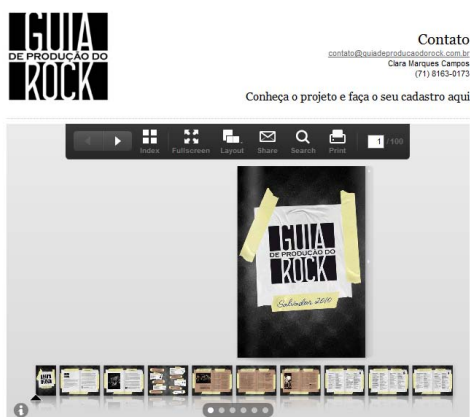 GUIA
DE PRODUÇÃO DO
ROCK
Contato
contato@guiadeproducaodorock.com.br
Clara Marques Campos
(71) 8163-0173
Conheça o projeto e faça o seu cadastro aqui
Index
Fullscreen
Layout
Share
Search
Print
1 /100
GUIA
DE PRODUÇÃO DO
ROCK
Salvador 2010